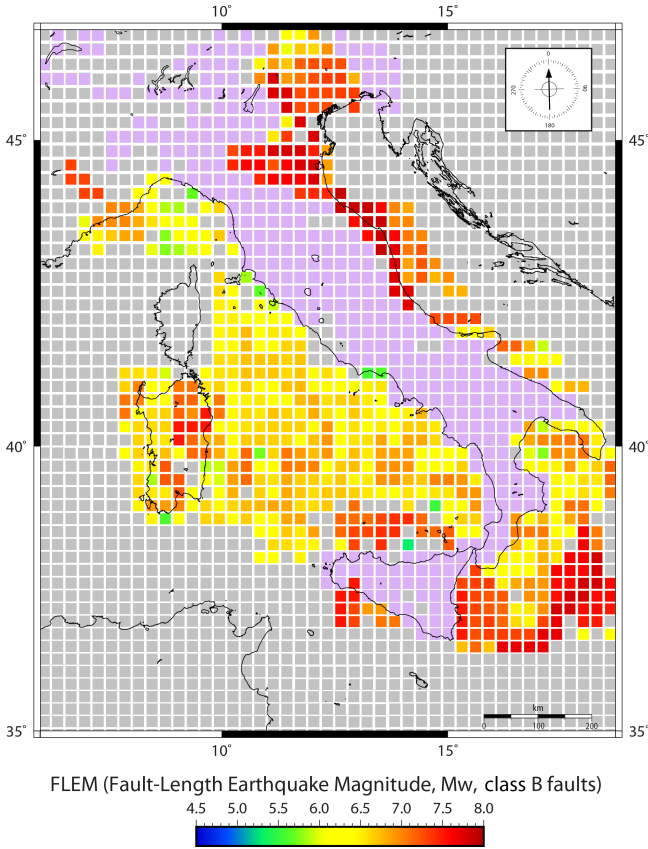 10° 15°
0
270 90
180
45° 45°
40° 40°
km
0 100 200
35° 35°
10° 15°
FLEM (Fault-Length Earthquake Magnitude, Mw, class B faults)
4.5 5.0 5.5 6.0 6.5 7.0 7.5 8.0